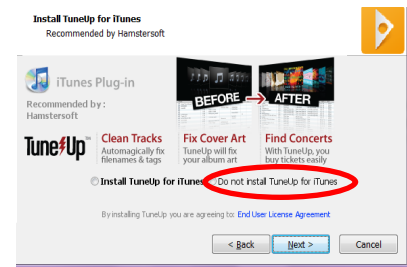 Install TuneUp for iTunes
Recommended by Hamstersoft
iTunes Plug-in
Recommended by :
Hamstersoft
BEFORE AFTER
TuneUp™
Clean Tracks
Automagically fix
filenames & tags
Fix Cover Art
TuneUp will fix
your album art
Find Concerts
With TuneUp, you
buy tickets easily
Install TuneUp for iTunes Do not install TuneUp for iTunes
By installing TuneUp you are agreeing to: End User License Agreement
< Back Next > Cancel